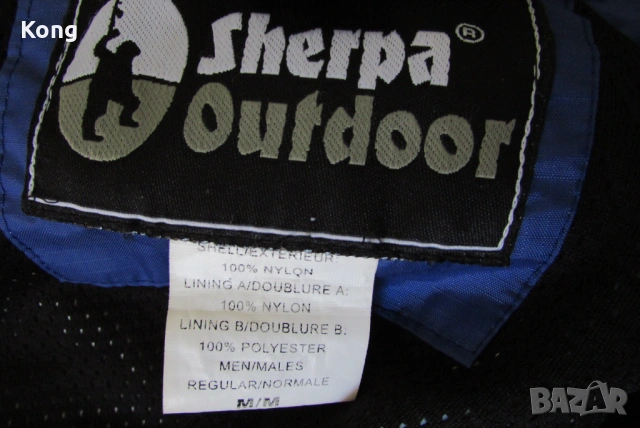 Kong
Sherpa®
Outdoor
SHELL/EXTERIEUR:
100% NYLON
LINING A/DOUBLURE A:
100% NYLON
LINING B/DOUBLURE B:
100% POLYESTER
MEN/MALES
REGULAR/NORMALE
M/M
BAZAR